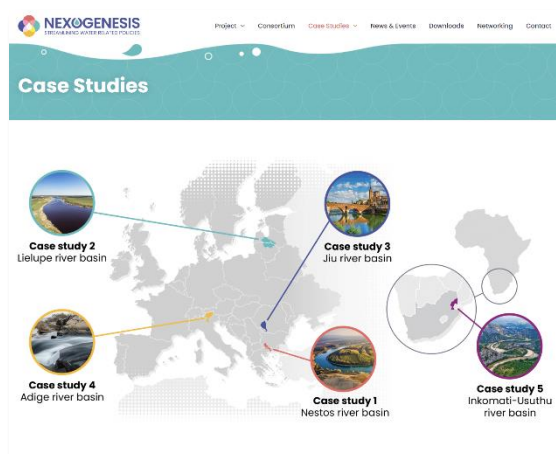 NEXOGENESIS
STREAMLINING WATER RELATED POLICIES
Project
Consortium
Case Studies
News & Events
Downloads
Networking
Contact
Case Studies
Case study 2
Lielupe river basin
Case study 3
Jiu river basin
Case study 4
Adige river basin
Case study 1
Nestos river basin
Case study 5
Inkomati-Usuthu
river basin